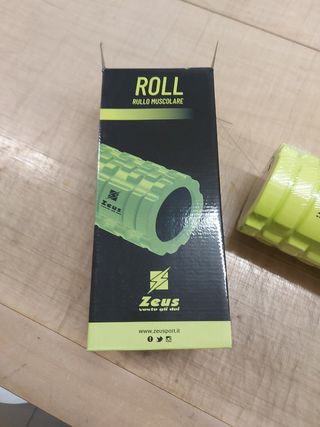 ROLL
RULLO MUSCOLARE
Zeus
Zeus
veste gli dei
www.zeusport.it